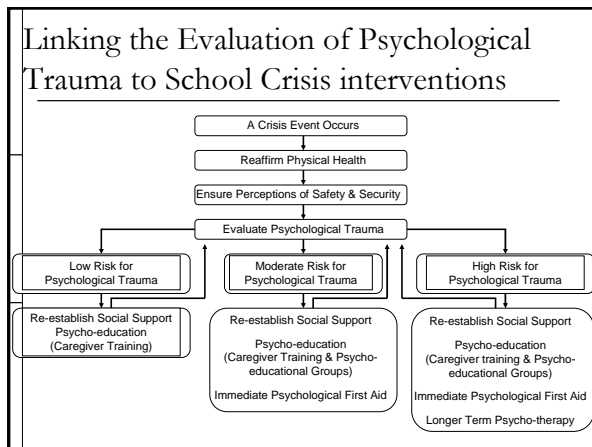 Linking the Evaluation of Psychological
Trauma to School Crisis interventions
A Crisis Event Occurs
Reaffirm Physical Health
Ensure Perceptions of Safety & Security
Evaluate Psychological Trauma
Low Risk for
Psychological Trauma
Re-establish Social Support
Psycho-education
(Caregiver Training)
Moderate Risk for
Psychological Trauma
Re-establish Social Support
Psycho-education
(Caregiver Training & Psycho-
educational Groups)
Immediate Psychological First Aid
High Risk for
Psychological Trauma
Re-establish Social Support
Psycho-education
(Caregiver training & Psycho-
educational Groups)
Immediate Psychological First Aid
Longer Term Psycho-therapy